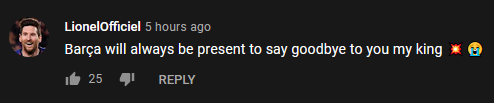 LionelOfficiel 5 hours ago
Barça will always be present to say goodbye to you my king 💥 😭
25 REPLY